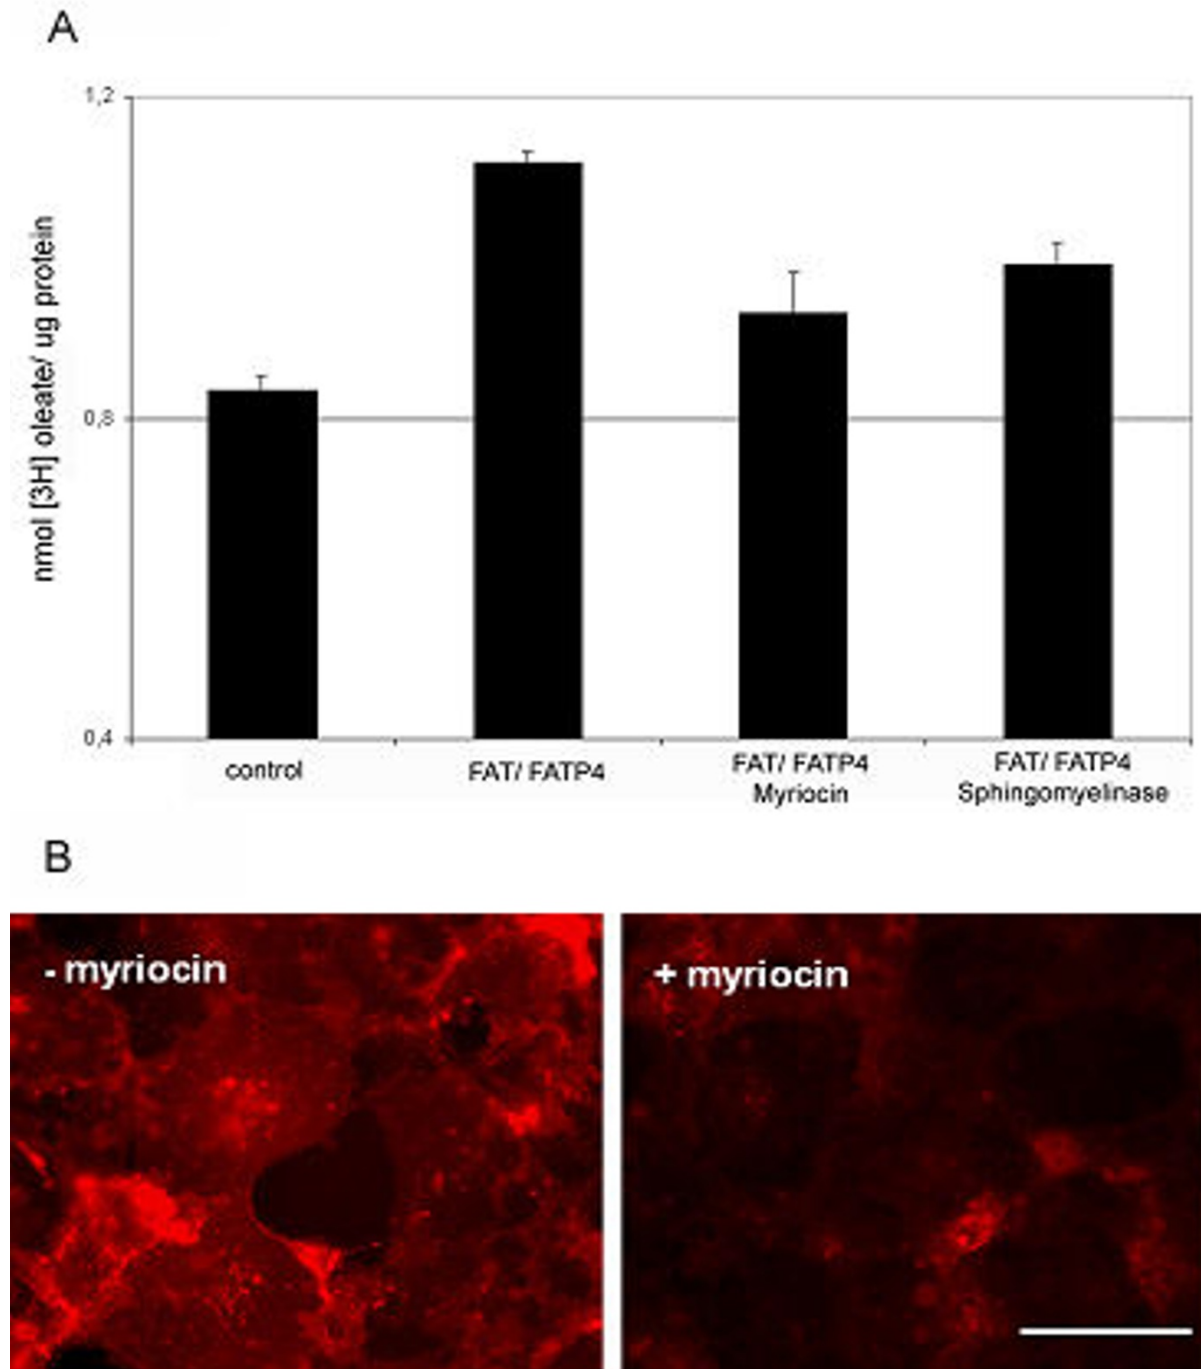 A
1,2
0,8
0,4
nmol [3H] oleate/ ug protein
control
FAT/ FATP4
FAT/ FATP4
Myriocin
FAT/ FATP4
Sphingomyelinase
B
- myriocin
+ myriocin